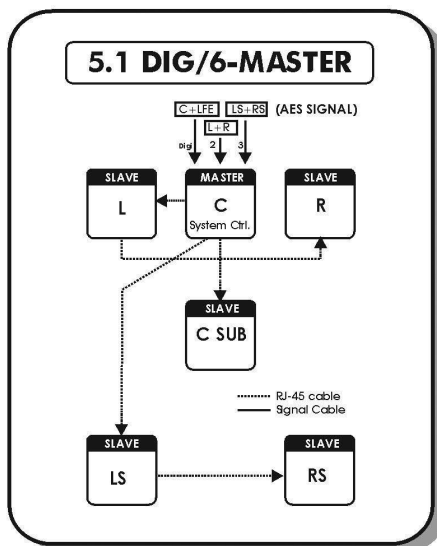 5.1 DIG/6-MASTER
C+LFE LS+RS (AES SIGNAL)
L+R
Digi 2 3
SLAVE MASTER SLAVE
L C R
System Ctrl.
SLAVE
C SUB
RJ-45 cable
Signal Cable
SLAVE SLAVE
LS RS